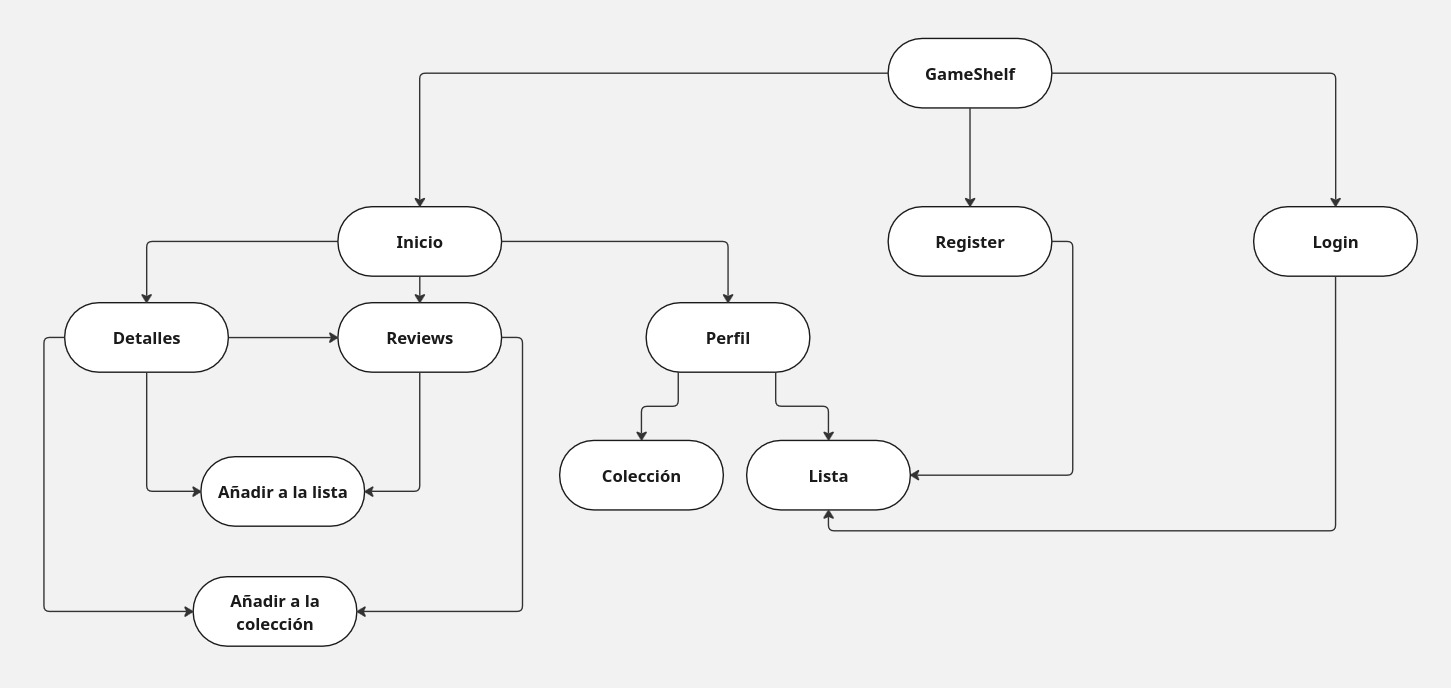 GameShelf
Inicio
Register
Login
Detalles
Reviews
Perfil
Colección
Lista
Añadir a la lista
Añadir a la
colección